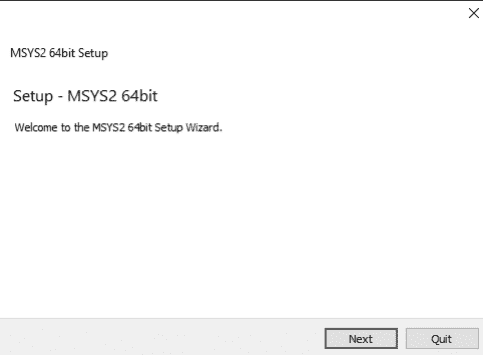 MSYS2 64bit Setup
Setup - MSYS2 64bit
Welcome to the MSYS2 64bit Setup Wizard.
Next Quit